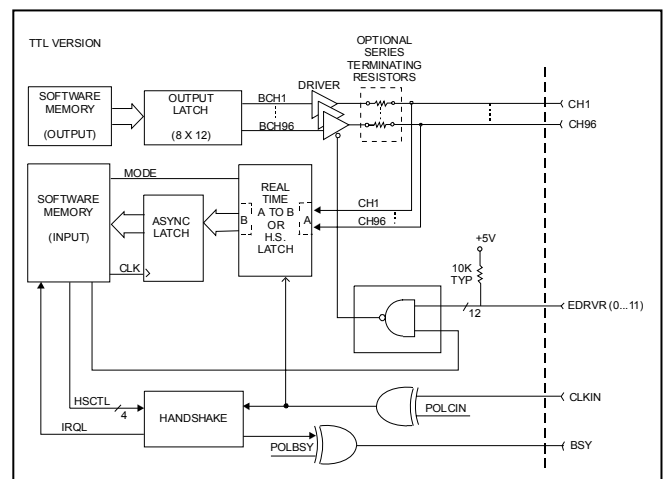 TTL VERSION
OPTIONAL
SERIES
TERMINATING
RESISTORS
DRIVER
SOFTWARE
MEMORY
(OUTPUT)
OUTPUT
LATCH
(8 X 12)
BCH1
BCH96
CH1
CH96
MODE
SOFTWARE
MEMORY
(INPUT)
ASYNC
LATCH
CLK
REAL
TIME
A TO B
OR
H.S.
LATCH
B
A
CH1
CH96
+5V
10K
TYP
12
EDRVR (0...11)
HSCTL
4
IRQL
HANDSHAKE
POLCIN
CLKIN
POLBSY
BSY